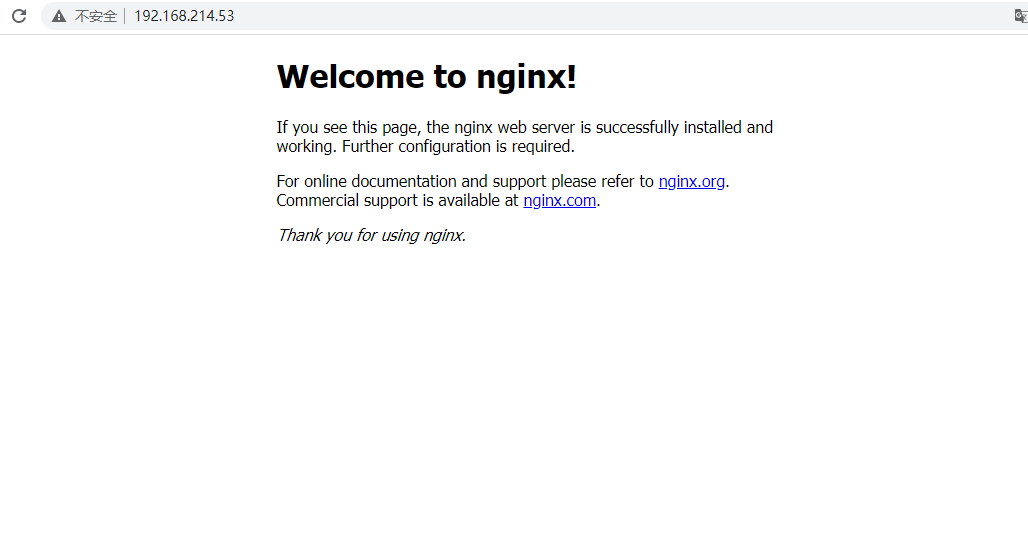 不安全 192.168.214.53
Welcome to nginx!
If you see this page, the nginx web server is successfully installed and
working. Further configuration is required.
For online documentation and support please refer to nginx.org.
Commercial support is available at nginx.com.
Thank you for using nginx.